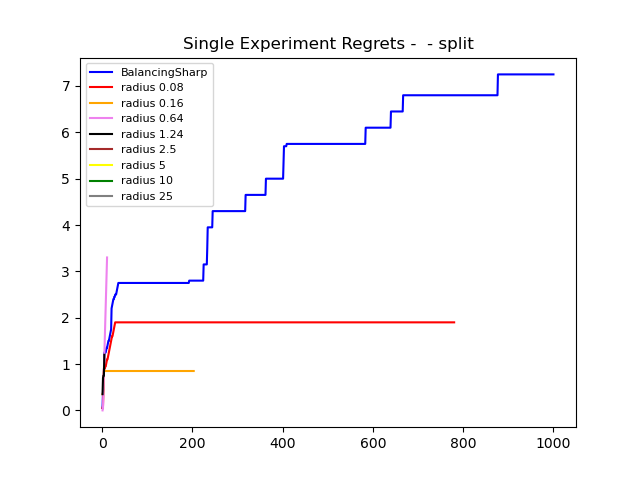 Single Experiment Regrets -  - split
BalancingSharp
radius 0.08
radius 0.16
radius 0.64
radius 1.24
radius 2.5
radius 5
radius 10
radius 25
7
6
5
4
3
2
1
0
0 200 400 600 800 1000